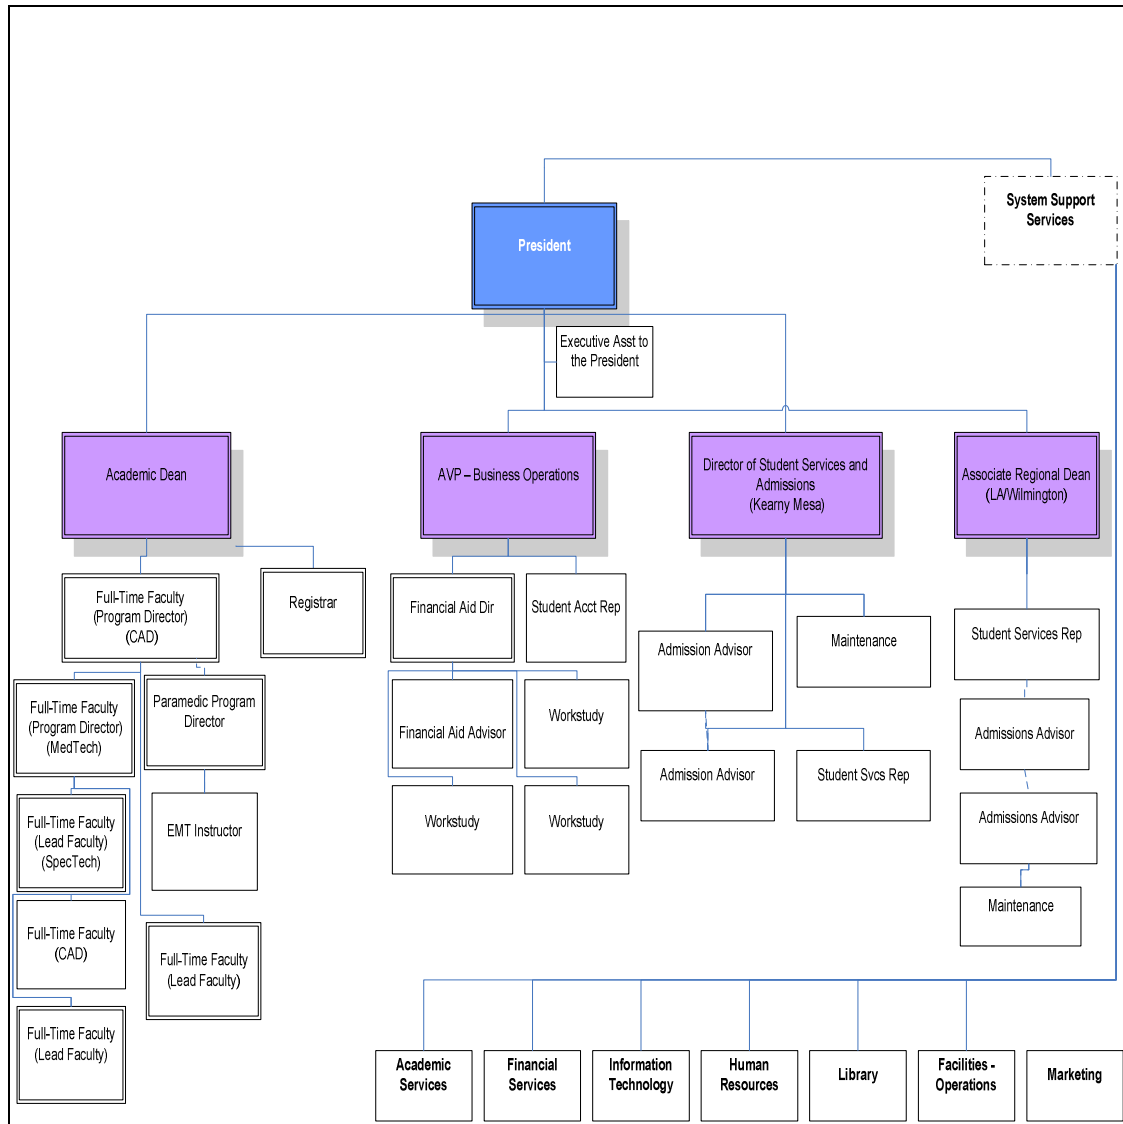 System Support
Services
President
Executive Asst to
the President
Academic Dean
AVP – Business Operations
Director of Student Services and
Admissions
(Kearny Mesa)
Associate Regional Dean
(LA/Wilmington)
Full-Time Faculty
(Program Director)
(CAD)
Registrar
Financial Aid Dir
Student Acct Rep
Admission Advisor
Maintenance
Student Services Rep
Full-Time Faculty
(Program Director)
(MedTech)
Paramedic Program
Director
Financial Aid Advisor
Workstudy
Admission Advisor
Student Svcs Rep
Admissions Advisor
Full-Time Faculty
(Lead Faculty)
(SpecTech)
EMT Instructor
Workstudy
Workstudy
Admissions Advisor
Full-Time Faculty
(CAD)
Full-Time Faculty
(Lead Faculty)
Maintenance
Full-Time Faculty
(Lead Faculty)
Academic
Services
Financial
Services
Information
Technology
Human
Resources
Library
Facilities -
Operations
Marketing